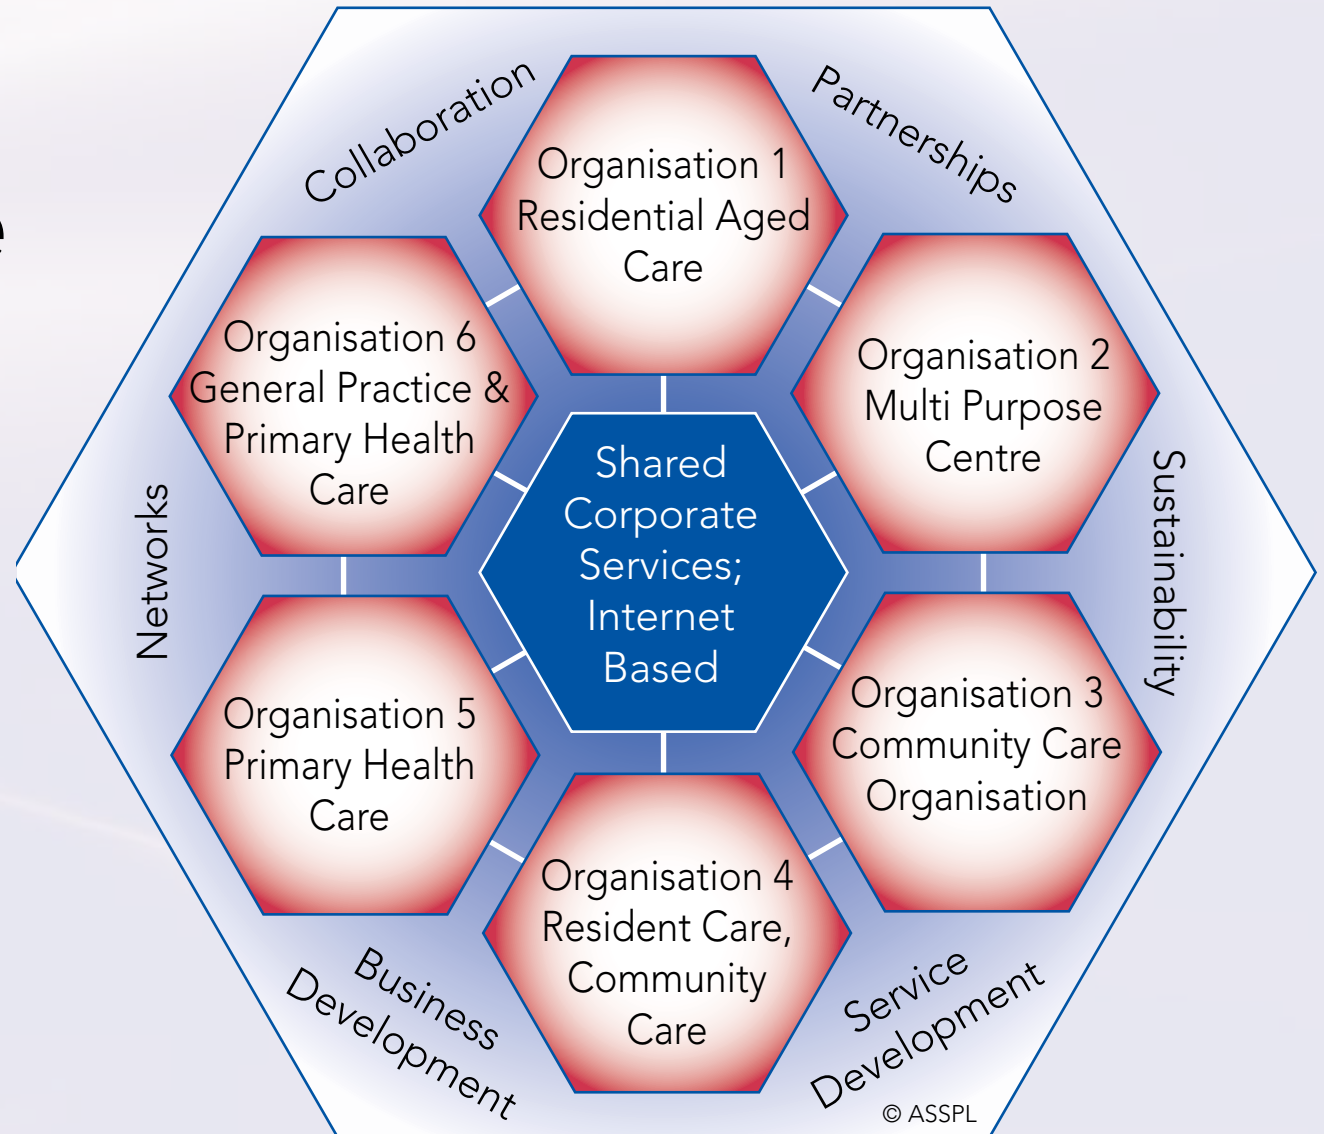 Collaboration
Partnerships
e
Organisation 1
Residential Aged
Care
Organisation 6
General Practice &
Primary Health
Care
Organisation 2
Multi Purpose
Centre
Shared
Corporate
Services;
Internet
Based
Networks
Sustainability
Organisation 5
Primary Health
Care
Organisation 3
Community Care
Organisation
Organisation 4
Resident Care,
Community
Care
Business
Development
Service
Development
© ASSPL